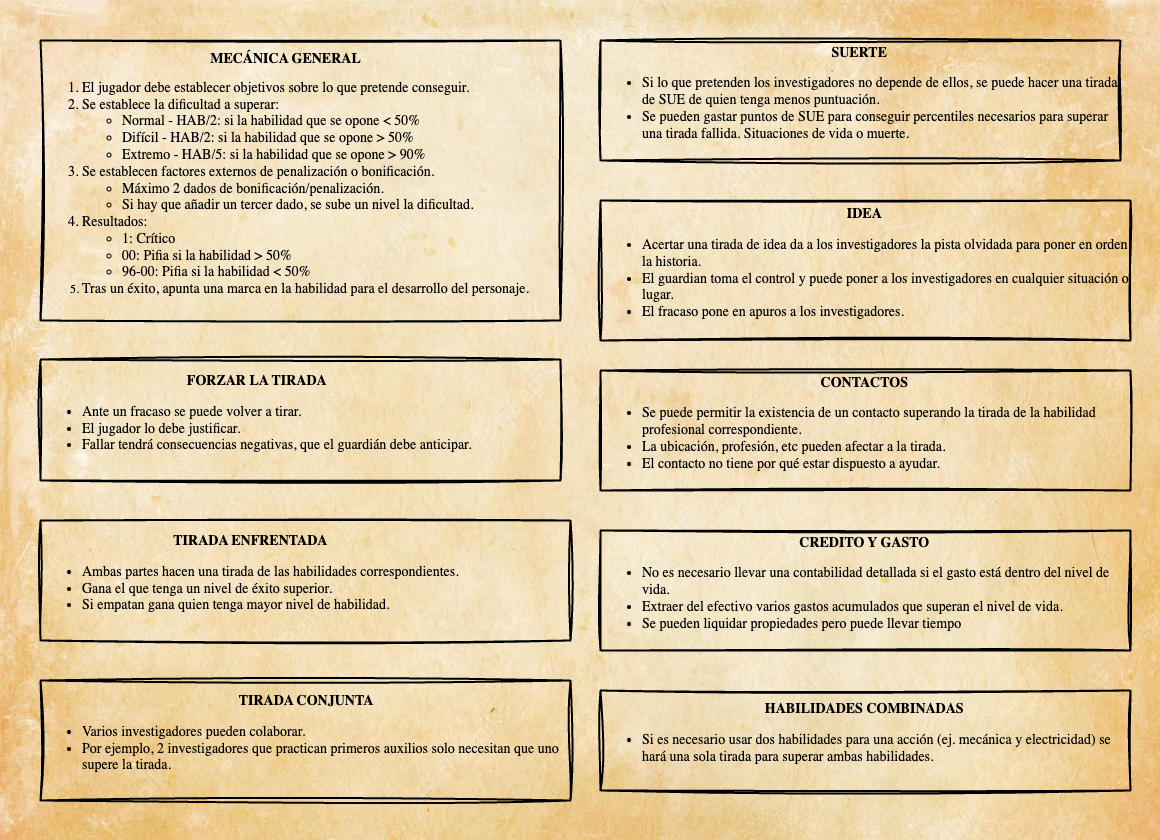 MECÁNICA GENERAL
1. El jugador debe establecer objetivos sobre lo que pretende conseguir.
2. Se establece la dificultad a superar:
◦ Normal - HAB/2: si la habilidad que se opone < 50%
◦ Difícil - HAB/2: si la habilidad que se opone > 50%
◦ Extremo - HAB/5: si la habilidad que se opone > 90%
3. Se establecen factores externos de penalización o bonificación.
◦ Máximo 2 dados de bonificación/penalización.
◦ Si hay que añadir un tercer dado, se sube un nivel la dificultad.
4. Resultados:
◦ 1: Crítico
◦ 00: Pifia si la habilidad > 50%
◦ 96-00: Pifia si la habilidad < 50%
5. Tras un éxito, apunta una marca en la habilidad para el desarrollo del personaje.
FORZAR LA TIRADA
• Ante un fracaso se puede volver a tirar.
• El jugador lo debe justificar.
• Fallar tendrá consecuencias negativas, que el guardián debe anticipar.
TIRADA ENFRENTADA
• Ambas partes hacen una tirada de las habilidades correspondientes.
• Gana el que tenga un nivel de éxito superior.
• Si empatan gana quien tenga mayor nivel de habilidad.
TIRADA CONJUNTA
• Varios investigadores pueden colaborar.
• Por ejemplo, 2 investigadores que practican primeros auxilios solo necesitan que uno
supere la tirada.
SUERTE
• Si lo que pretenden los investigadores no depende de ellos, se puede hacer una tirada
de SUE de quien tenga menos puntuación.
• Se pueden gastar puntos de SUE para conseguir percentiles necesarios para superar
una tirada fallida. Situaciones de vida o muerte.
IDEA
• Acertar una tirada de idea da a los investigadores la pista olvidada para poner en orden
la historia.
• El guardian toma el control y puede poner a los investigadores en cualquier situación o
lugar.
• El fracaso pone en apuros a los investigadores.
CONTACTOS
• Se puede permitir la existencia de un contacto superando la tirada de la habilidad
profesional correspondiente.
• La ubicación, profesión, etc pueden afectar a la tirada.
• El contacto no tiene por qué estar dispuesto a ayudar.
CREDITO Y GASTO
• No es necesario llevar una contabilidad detallada si el gasto está dentro del nivel de
vida.
• Extraer del efectivo varios gastos acumulados que superan el nivel de vida.
• Se pueden liquidar propiedades pero puede llevar tiempo
HABILIDADES COMBINADAS
• Si es necesario usar dos habilidades para una acción (ej. mecánica y electricidad) se
hará una sola tirada para superar ambas habilidades.